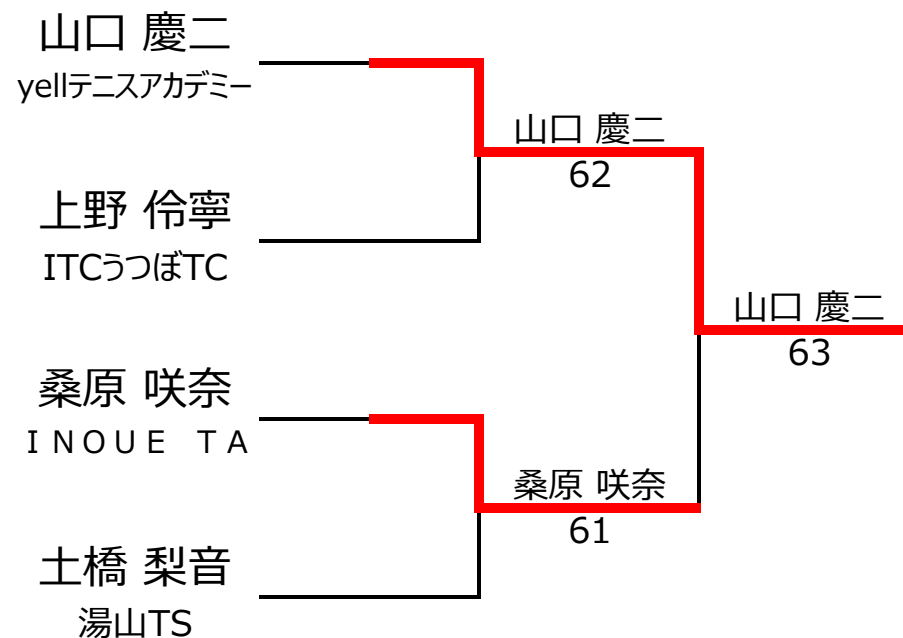 山口 慶二
yellテニスアカデミー
山口 慶二
62
上野 伶寧
ITCうつぼTC
山口 慶二
63
桑原 咲奈
ＩＮＯＵＥ　ＴＡ
桑原 咲奈
61
土橋 梨音
湯山TS